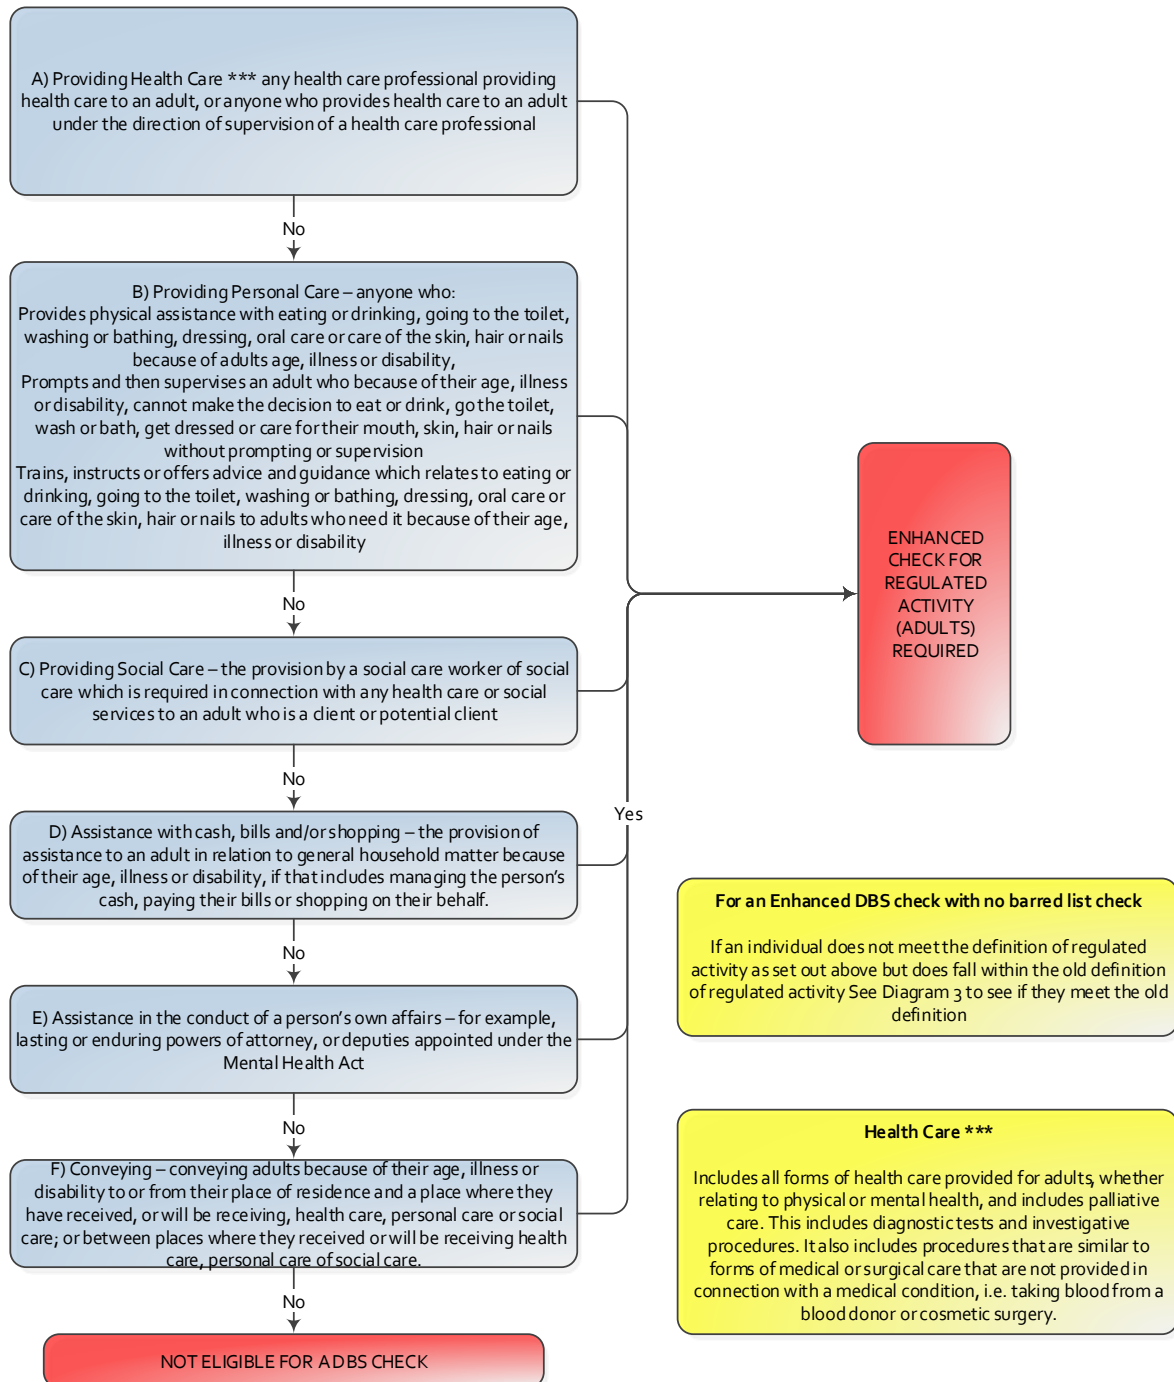 A) Providing Health Care *** any health care professional providing
health care to an adult, or anyone who provides health care to an adult
under the direction of supervision of a health care professional
No
B) Providing Personal Care – anyone who:
Provides physical assistance with eating or drinking, going to the toilet,
washing or bathing, dressing, oral care or care of the skin, hair or nails
because of adults age, illness or disability,
Prompts and then supervises an adult who because of their age, illness
or disability, cannot make the decision to eat or drink, go the toilet,
wash or bath, get dressed or care for their mouth, skin, hair or nails
without prompting or supervision
Trains, instructs or offers advice and guidance which relates to eating or
drinking, going to the toilet, washing or bathing, dressing, oral care or
care of the skin, hair or nails to adults who need it because of their age,
illness or disability
No
C) Providing Social Care – the provision by a social care worker of social
care which is required in connection with any health care or social
services to an adult who is a client or potential client
No
D) Assistance with cash, bills and/or shopping – the provision of
assistance to an adult in relation to general household matter because
of their age, illness or disability, if that includes managing the person's
cash, paying their bills or shopping on their behalf.
No
E) Assistance in the conduct of a person's own affairs – for example,
lasting or enduring powers of attorney, or deputies appointed under the
Mental Health Act
No
F) Conveying – conveying adults because of their age, illness or
disability to or from their place of residence and a place where they
have received, or will be receiving, health care, personal care or social
care; or between places where they received or will be receiving health
care, personal care of social care.
No
NOT ELIGIBLE FOR A DBS CHECK
Yes
ENHANCED
CHECK FOR
REGULATED
ACTIVITY
(ADULTS)
REQUIRED
For an Enhanced DBS check with no barred list check
If an individual does not meet the definition of regulated
activity as set out above but does fall within the old definition
of regulated activity See Diagram 3 to see if they meet the old
definition
Health Care ***
Includes all forms of health care provided for adults, whether
relating to physical or mental health, and includes palliative
care. This includes diagnostic tests and investigative
procedures. It also includes procedures that are similar to
forms of medical or surgical care that are not provided in
connection with a medical condition, i.e. taking blood from a
blood donor or cosmetic surgery.